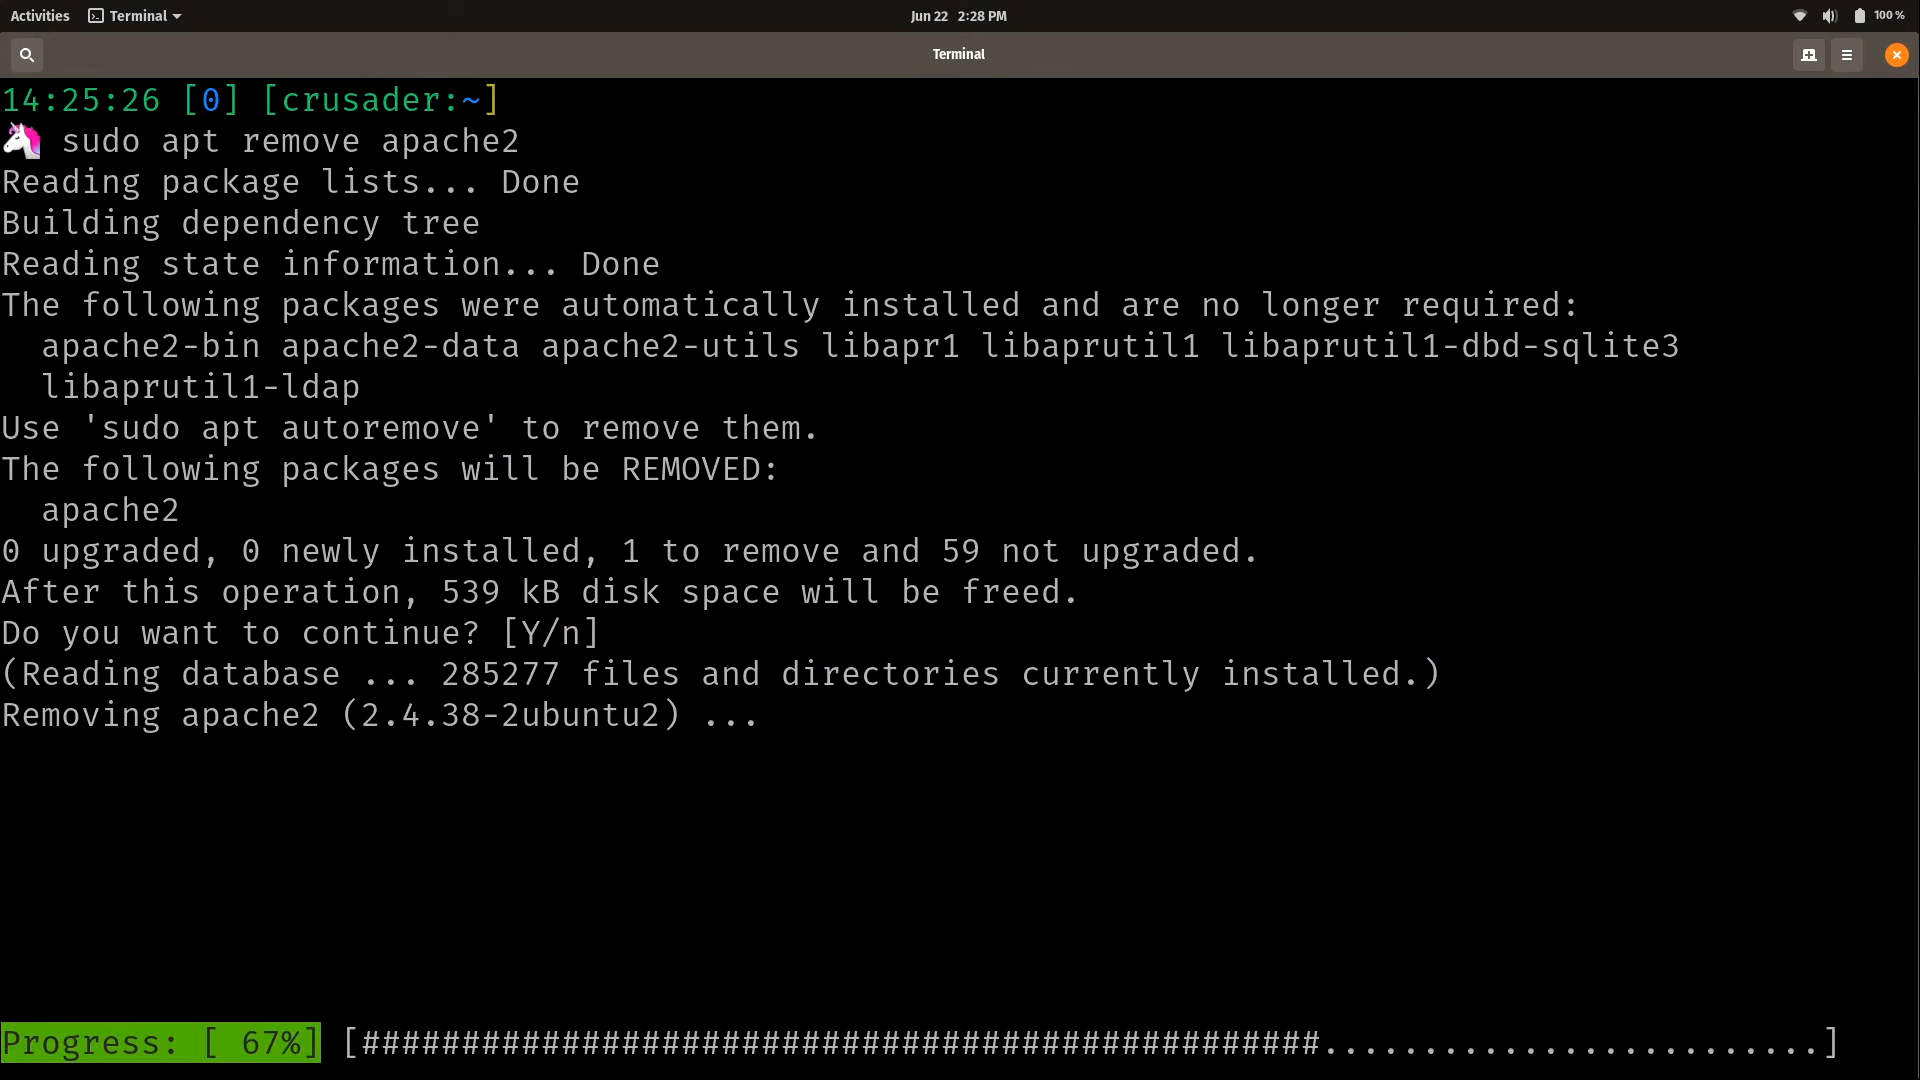 Activities Terminal Jun 22 2:28 PM 100 %
Terminal
14:25:26 [0] [crusader:~]
sudo apt remove apache2
Reading package lists... Done
Building dependency tree
Reading state information... Done
The following packages were automatically installed and are no longer required:
  apache2-bin apache2-data apache2-utils libapr1 libaprutil1 libaprutil1-dbd-sqlite3
  libaprutil1-ldap
Use 'sudo apt autoremove' to remove them.
The following packages will be REMOVED:
  apache2
0 upgraded, 0 newly installed, 1 to remove and 59 not upgraded.
After this operation, 539 kB disk space will be freed.
Do you want to continue? [Y/n]
(Reading database ... 285277 files and directories currently installed.)
Removing apache2 (2.4.38-2ubuntu2) ...
Progress: [ 67%] [################################################.........................]